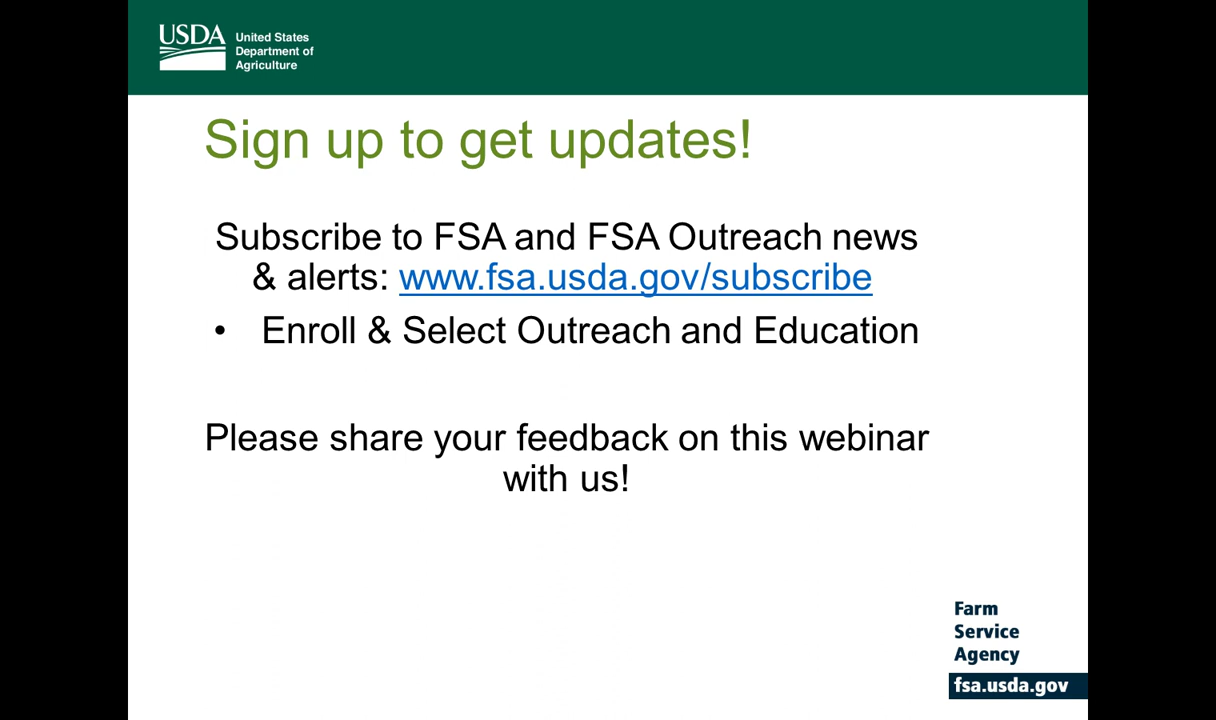 USDA
United States
Department of
Agriculture
Sign up to get updates!
Subscribe to FSA and FSA Outreach news
& alerts: www.fsa.usda.gov/subscribe
• Enroll & Select Outreach and Education
Please share your feedback on this webinar
with us!
Farm
Service
Agency
fsa.usda.gov